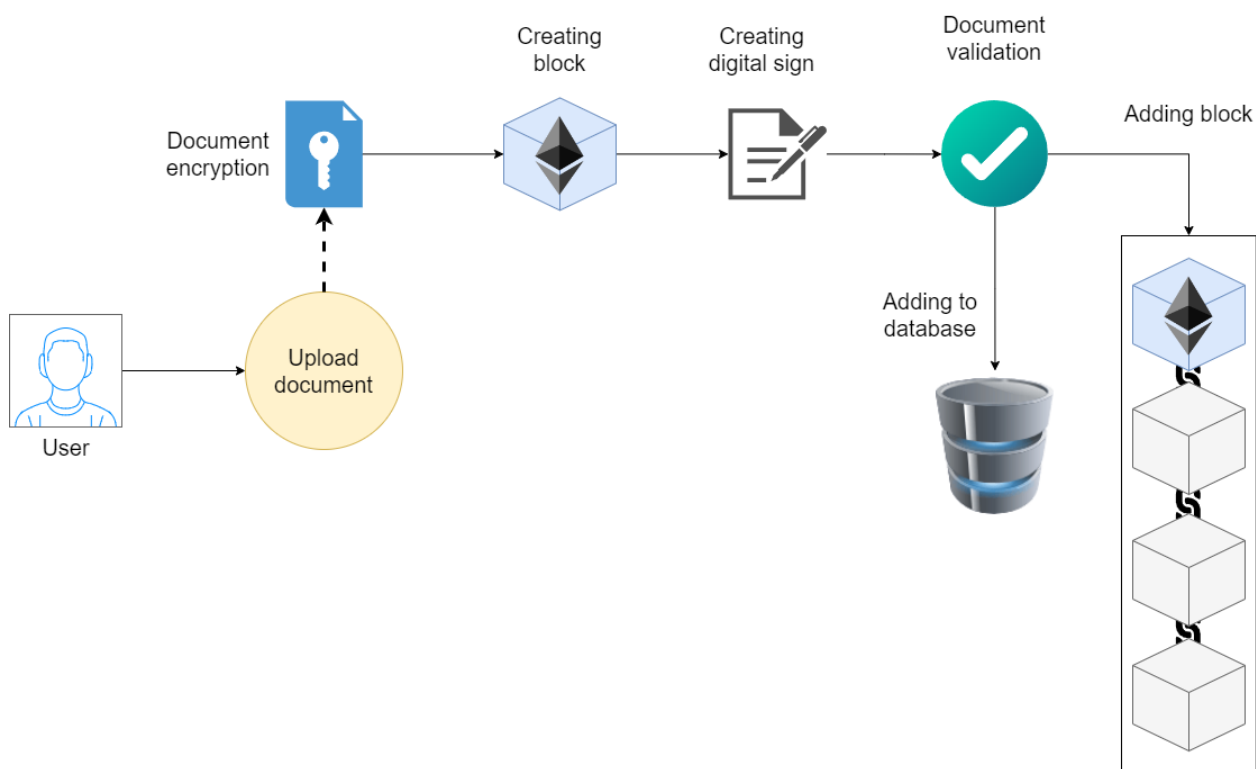 Creating
block
Creating
digital sign
Document
validation
Adding block
Document
encryption
Adding to
database
Upload
document
User